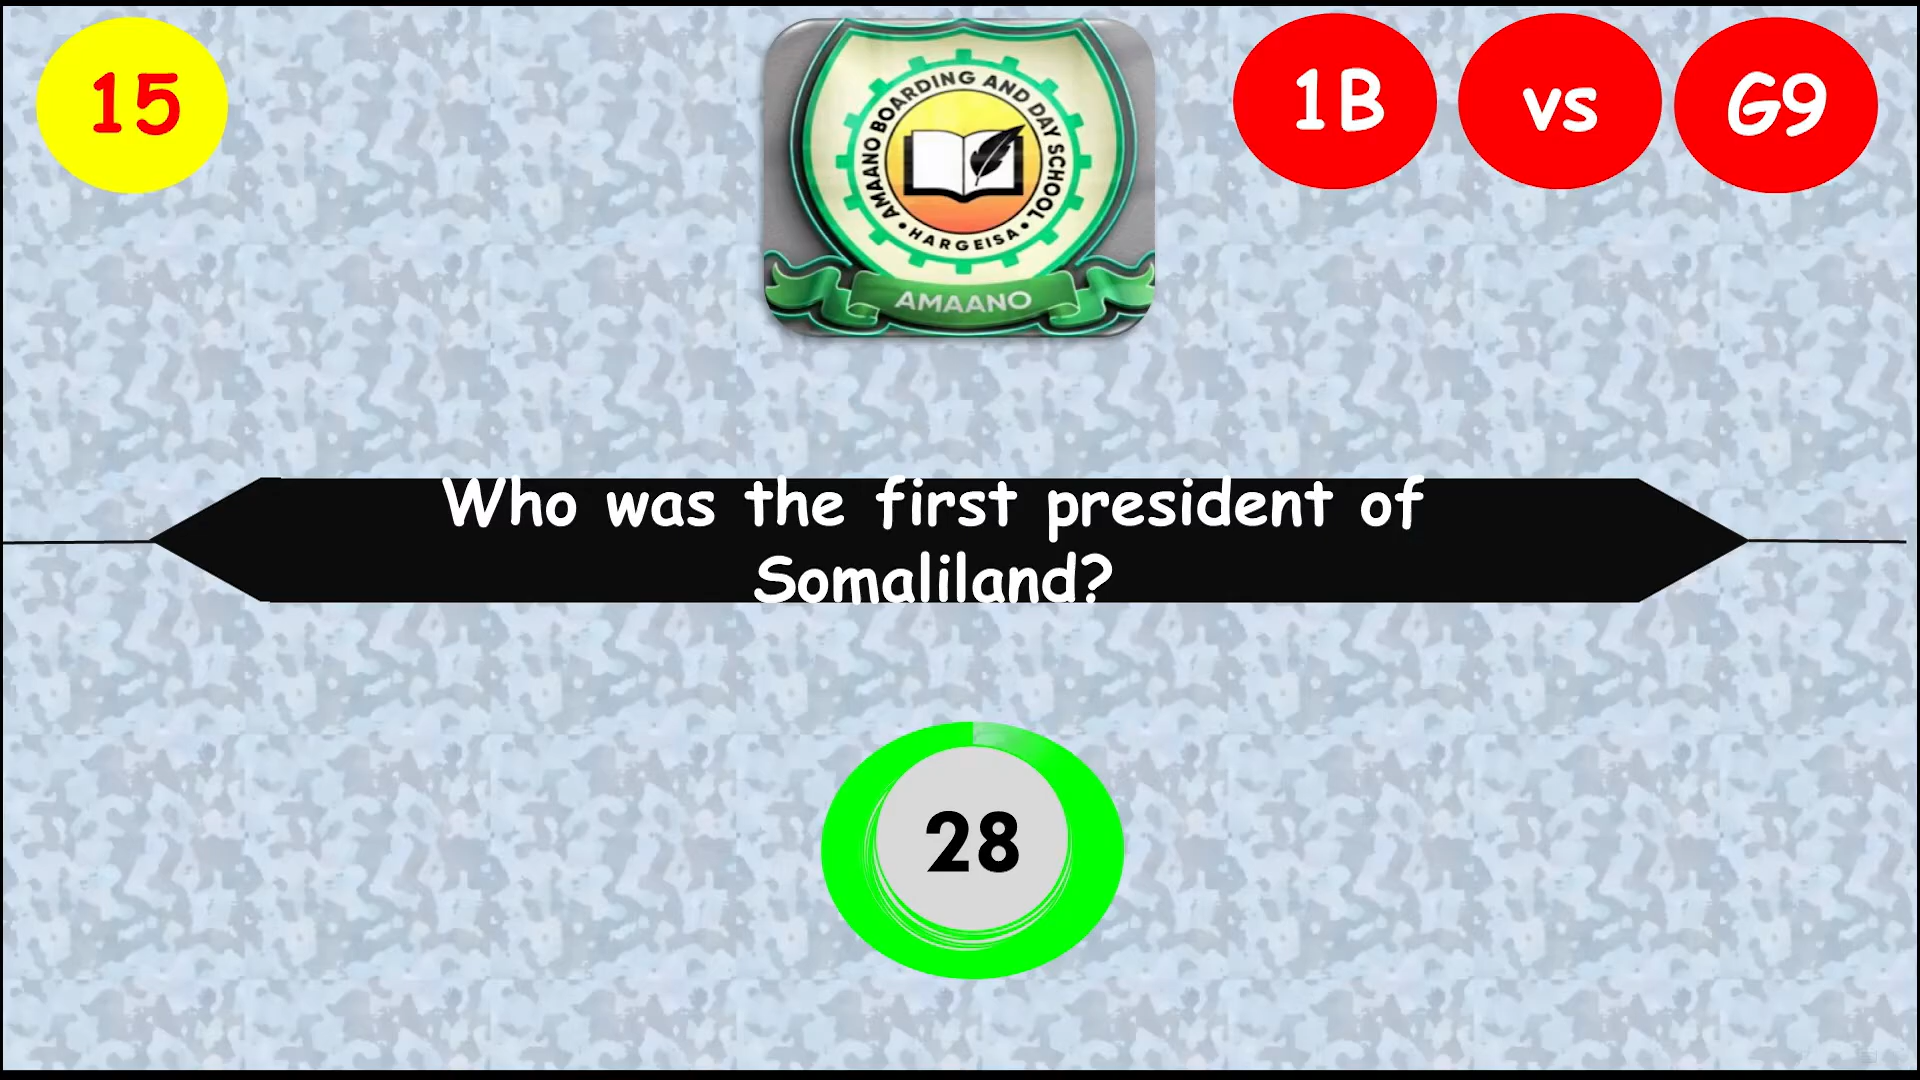 15
AMAANO BOARDING AND DAY SCHOOL
• HARGEISA •
AMAANO
1B
vs
G9
Who was the first president of
Somaliland?
28